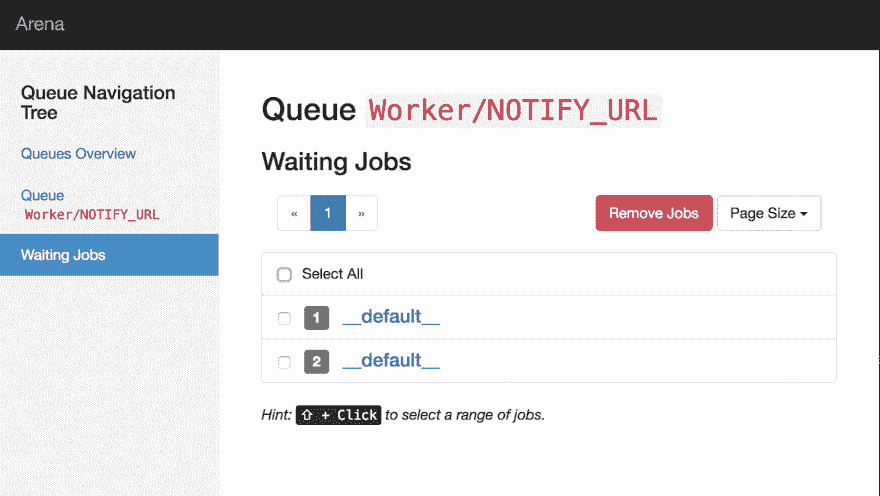 Arena
Queue Navigation
Tree
Queues Overview
Queue
Worker/NOTIFY_URL
Waiting Jobs
Queue Worker/NOTIFY_URL
Waiting Jobs
« 1 »
Remove Jobs
Page Size
Select All
1 __default__
2 __default__
Hint: ⇧ + Click to select a range of jobs.